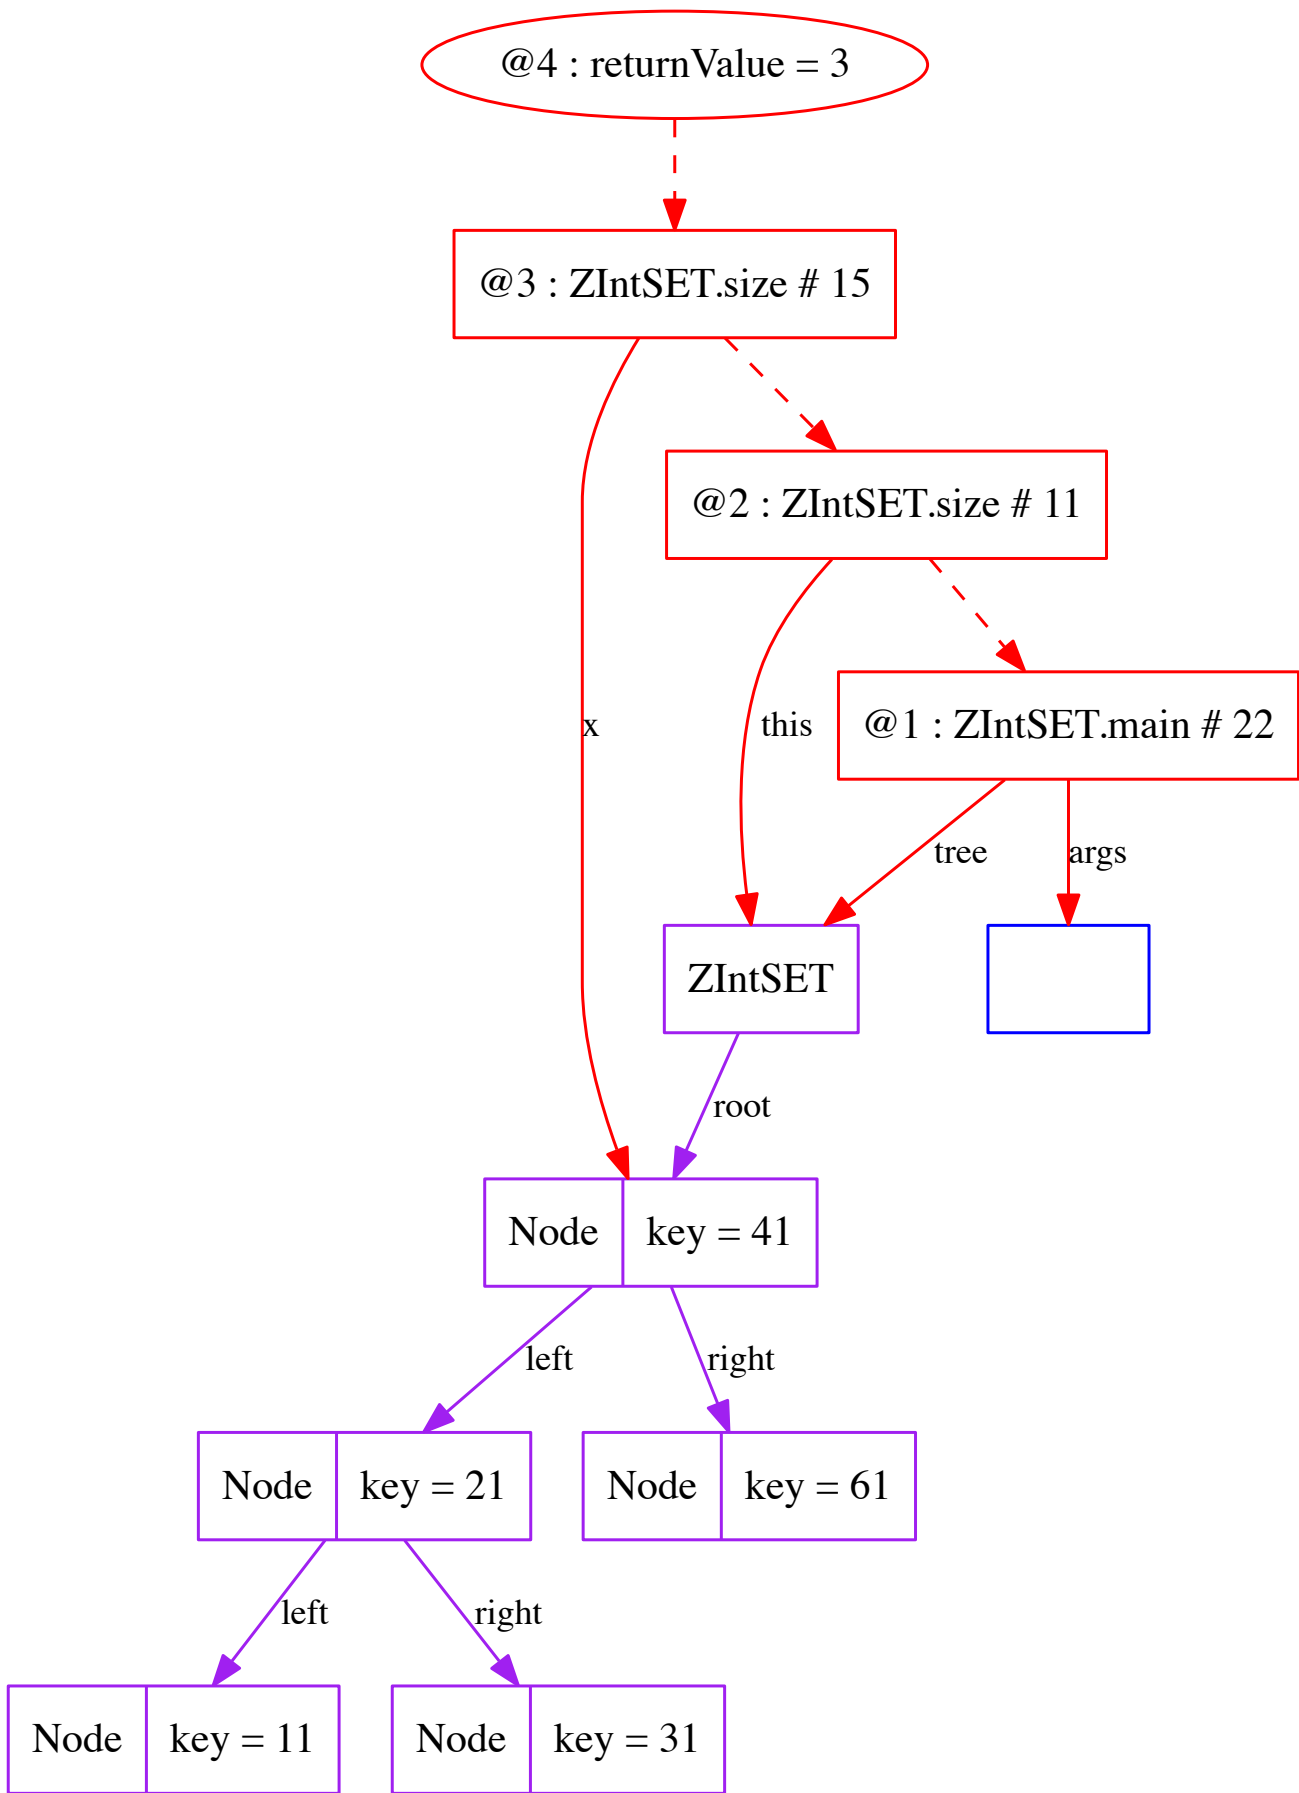 @4 : returnValue = 3
@3 : ZIntSET.size # 15
@2 : ZIntSET.size # 11
x
this
@1 : ZIntSET.main # 22
tree
args
ZIntSET
root
Node
key = 41
left
right
Node
key = 21
Node
key = 61
left
right
Node
key = 11
Node
key = 31